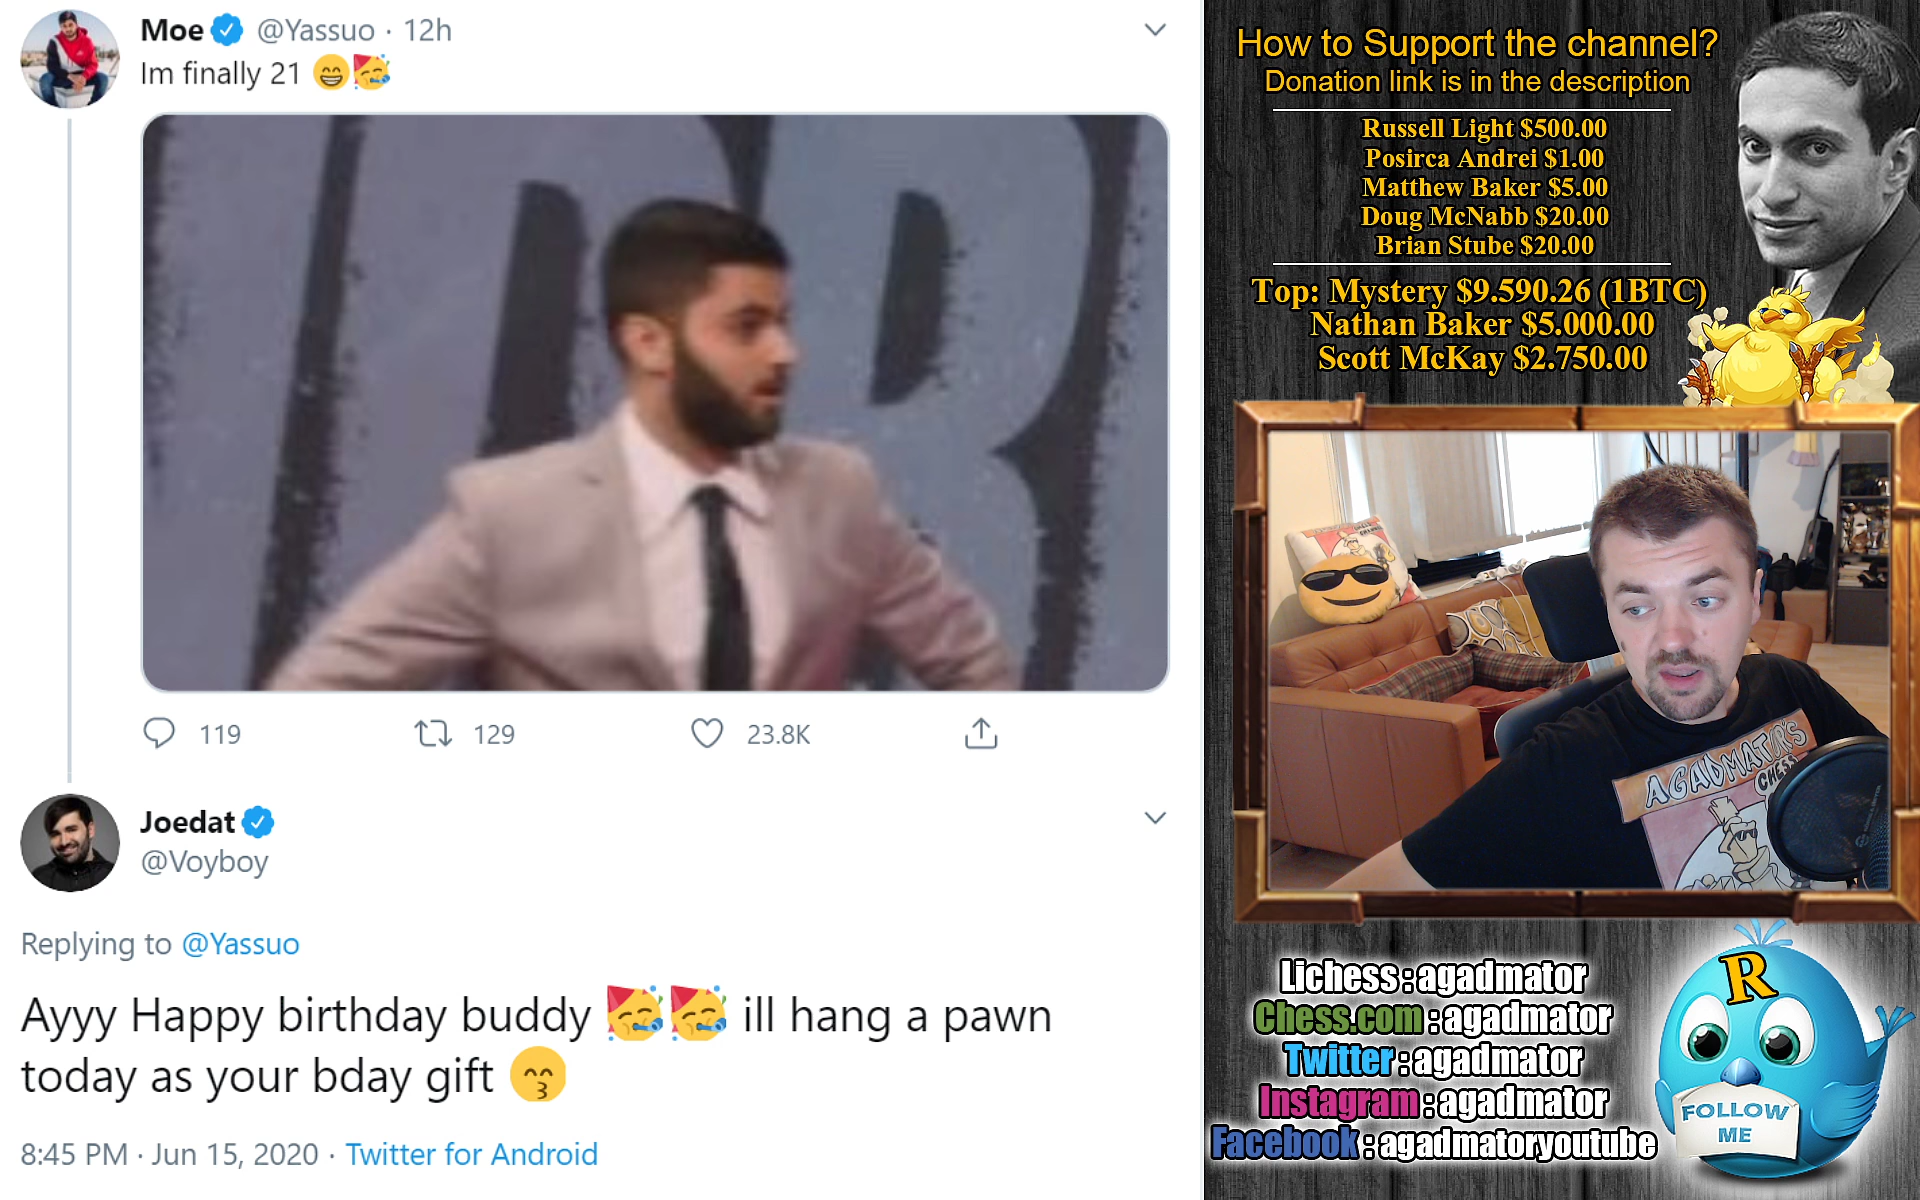 Moe @Yassuo · 12h
Im finally 21 😁🥳
119 129 23.8K
Joedat
@Voyboy
Replying to @Yassuo
Ayyy Happy birthday buddy 🥳🥳 ill hang a pawn
today as your bday gift 😙
8:45 PM · Jun 15, 2020 · Twitter for Android
How to Support the channel?
Donation link is in the description
Russell Light $500.00
Posirca Andrei $1.00
Matthew Baker $5.00
Doug McNabb $20.00
Brian Stube $20.00
Top: Mystery $9.590.26 (1BTC)
Nathan Baker $5.000.00
Scott McKay $2.750.00
AGADMATOR'S
CHESS
Lichess:agadmator
Chess.com:agadmator
Twitter:agadmator
Instagram:agadmator
Facebook:agadmatoryoutube
R
FOLLOW
ME